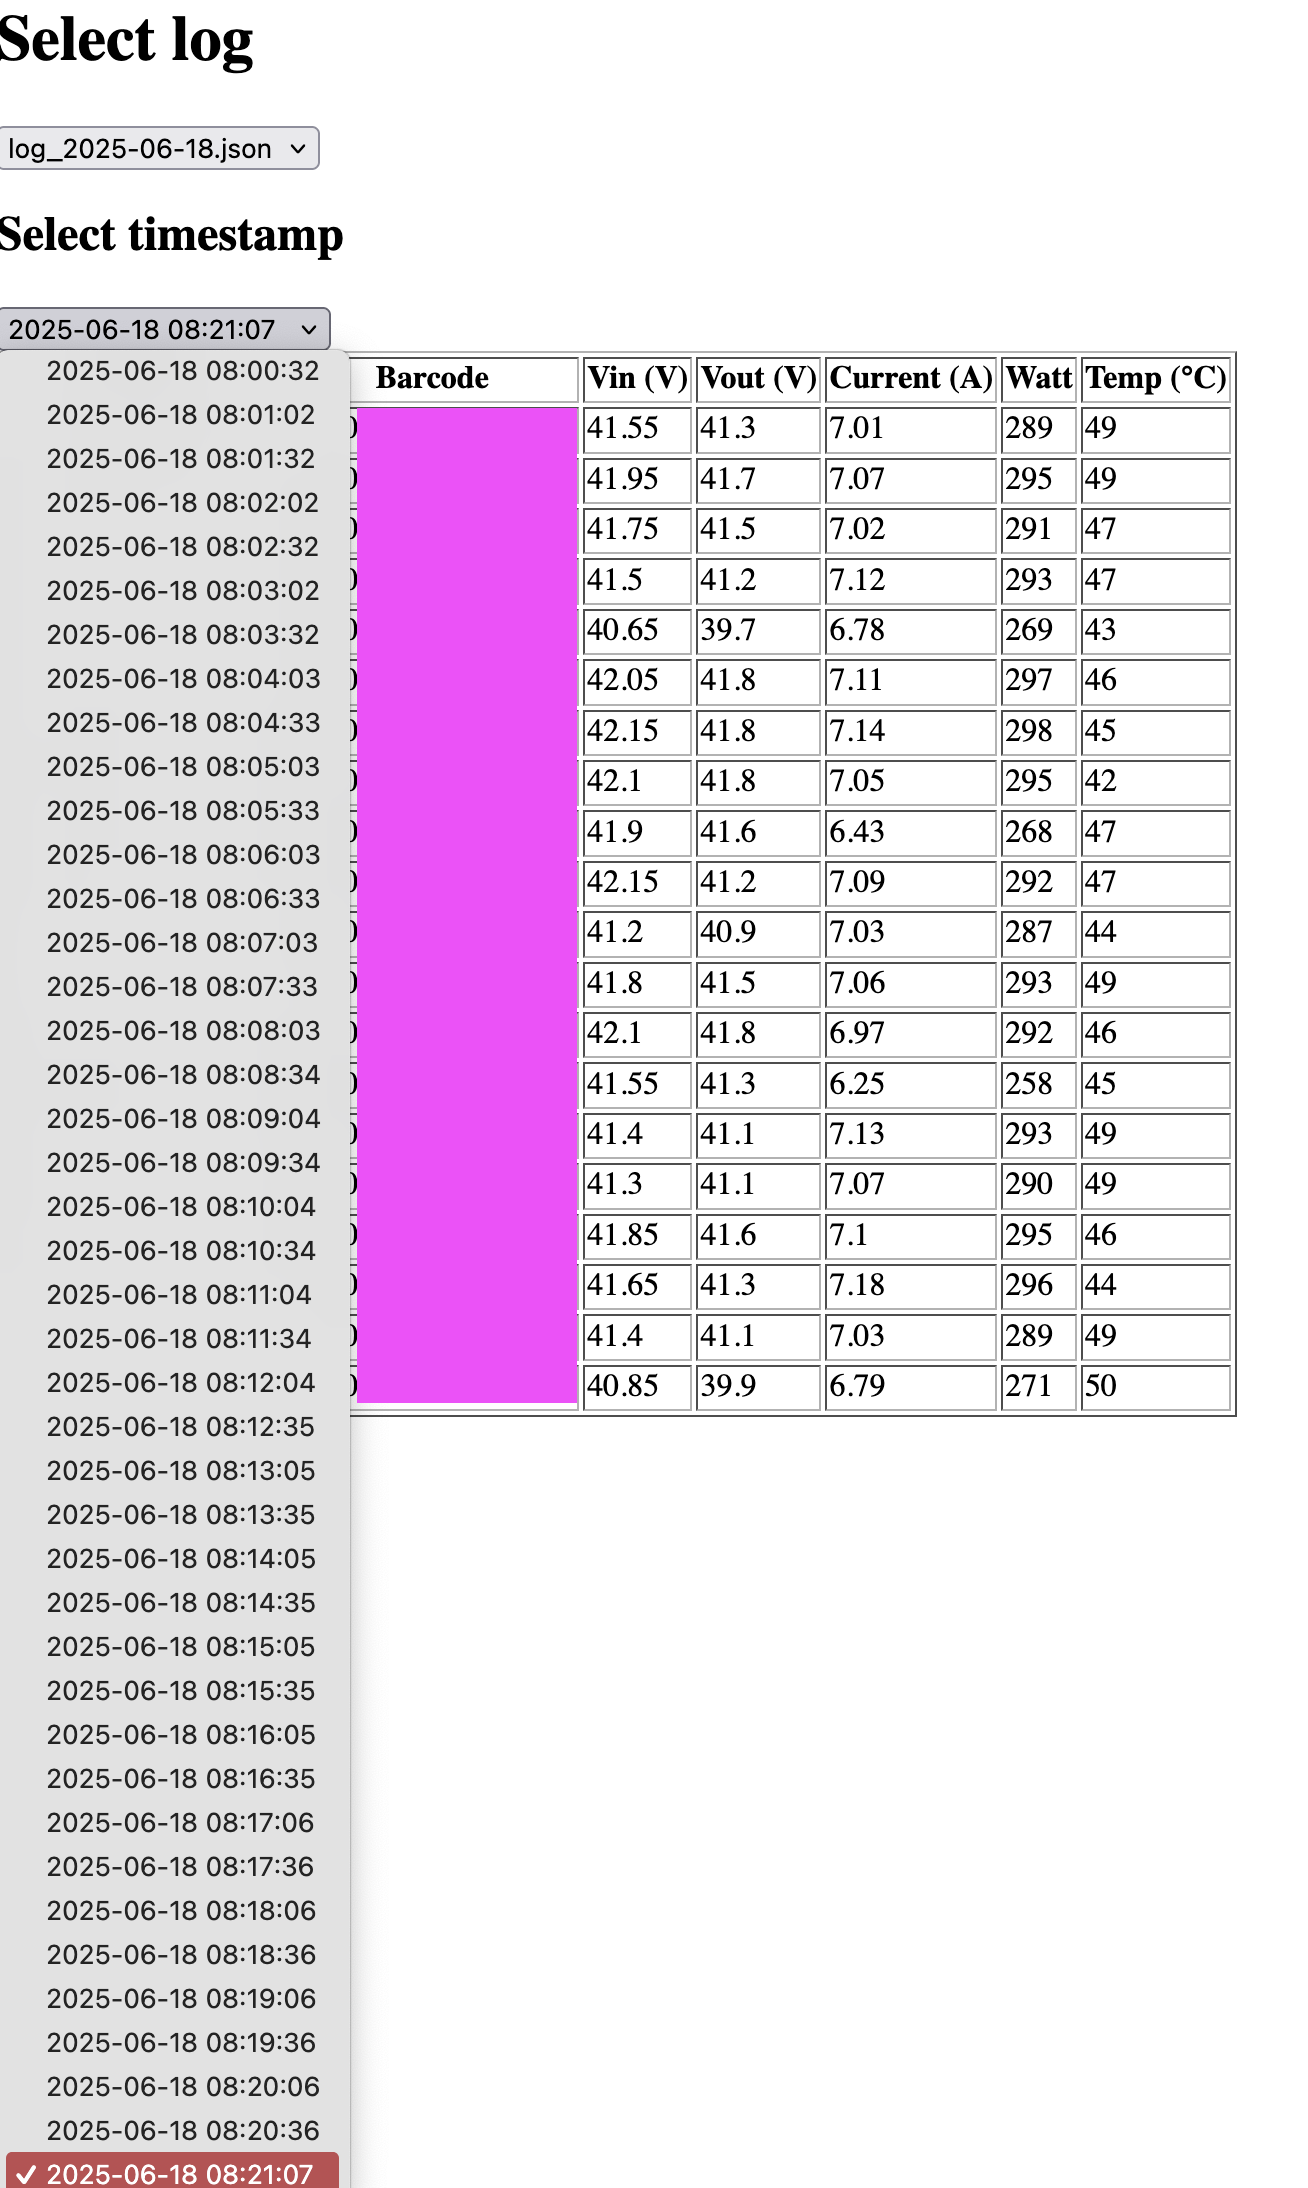 Select log
log_2025-06-18.json
Select timestamp
2025-06-18 08:21:07
2025-06-18 08:00:32
2025-06-18 08:01:02
2025-06-18 08:01:32
2025-06-18 08:02:02
2025-06-18 08:02:32
2025-06-18 08:03:02
2025-06-18 08:03:32
2025-06-18 08:04:03
2025-06-18 08:04:33
2025-06-18 08:05:03
2025-06-18 08:05:33
2025-06-18 08:06:03
2025-06-18 08:06:33
2025-06-18 08:07:03
2025-06-18 08:07:33
2025-06-18 08:08:03
2025-06-18 08:08:34
2025-06-18 08:09:04
2025-06-18 08:09:34
2025-06-18 08:10:04
2025-06-18 08:10:34
2025-06-18 08:11:04
2025-06-18 08:11:34
2025-06-18 08:12:04
2025-06-18 08:12:35
2025-06-18 08:13:05
2025-06-18 08:13:35
2025-06-18 08:14:05
2025-06-18 08:14:35
2025-06-18 08:15:05
2025-06-18 08:15:35
2025-06-18 08:16:05
2025-06-18 08:16:35
2025-06-18 08:17:06
2025-06-18 08:17:36
2025-06-18 08:18:06
2025-06-18 08:18:36
2025-06-18 08:19:06
2025-06-18 08:19:36
2025-06-18 08:20:06
2025-06-18 08:20:36
✓ 2025-06-18 08:21:07
Barcode Vin (V) Vout (V) Current (A) Watt Temp (°C)
41.55 41.3 7.01 289 49
41.95 41.7 7.07 295 49
41.75 41.5 7.02 291 47
41.5 41.2 7.12 293 47
40.65 39.7 6.78 269 43
42.05 41.8 7.11 297 46
42.15 41.8 7.14 298 45
42.1 41.8 7.05 295 42
41.9 41.6 6.43 268 47
42.15 41.2 7.09 292 47
41.2 40.9 7.03 287 44
41.8 41.5 7.06 293 49
42.1 41.8 6.97 292 46
41.55 41.3 6.25 258 45
41.4 41.1 7.13 293 49
41.3 41.1 7.07 290 49
41.85 41.6 7.1 295 46
41.65 41.3 7.18 296 44
41.4 41.1 7.03 289 49
40.85 39.9 6.79 271 50